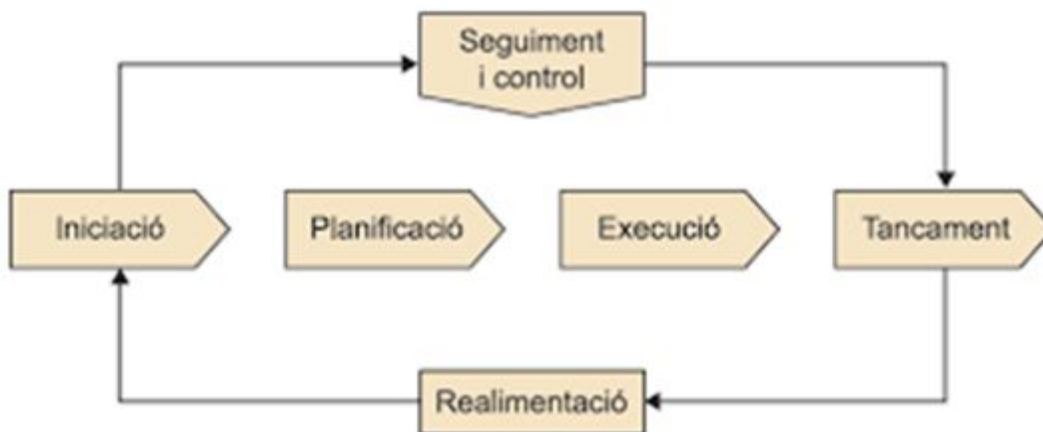 Seguiment
i control
Iniciació
Planificació
Execució
Tancament
Realimentació